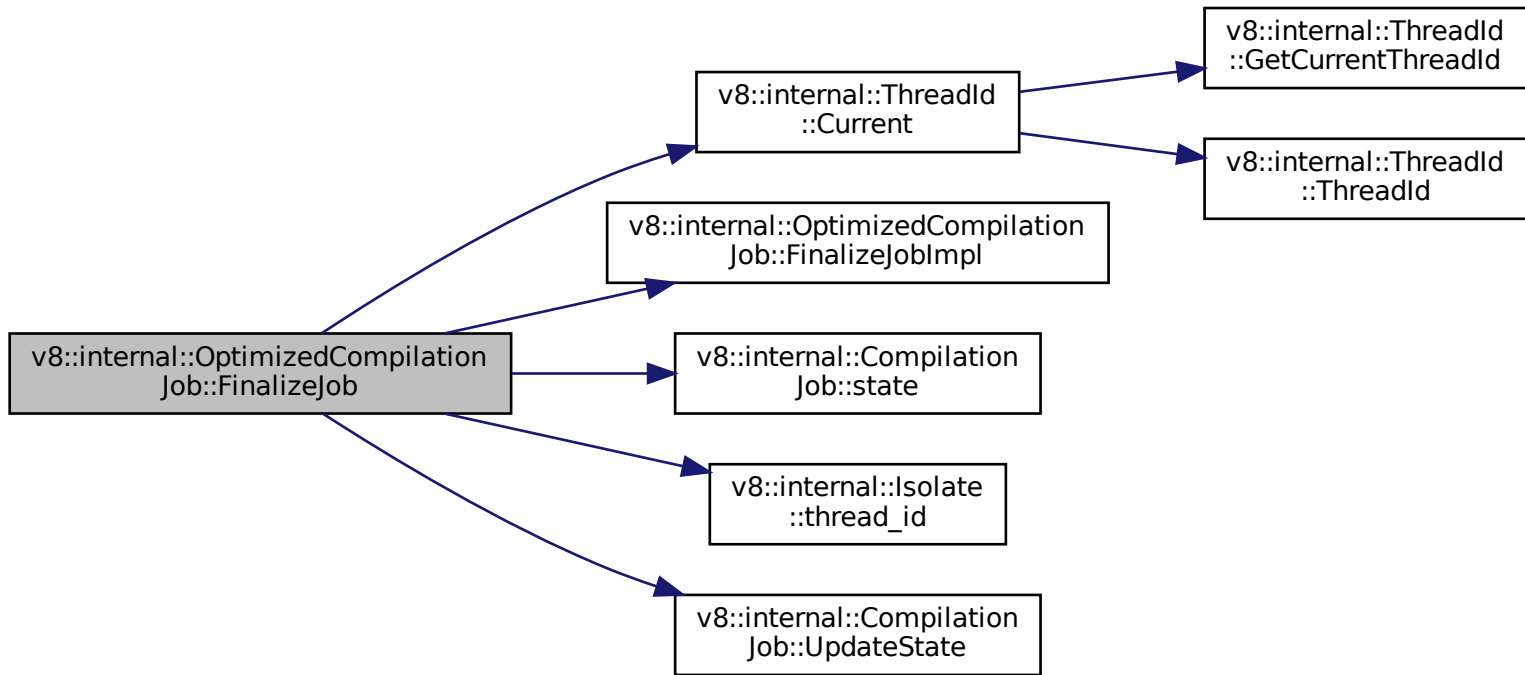 v8::internal::ThreadId
::GetCurrentThreadId
v8::internal::ThreadId
::Current
v8::internal::ThreadId
::ThreadId
v8::internal::OptimizedCompilation
Job::FinalizeJobImpl
v8::internal::OptimizedCompilation
Job::FinalizeJob
v8::internal::Compilation
Job::state
v8::internal::Isolate
::thread_id
v8::internal::Compilation
Job::UpdateState